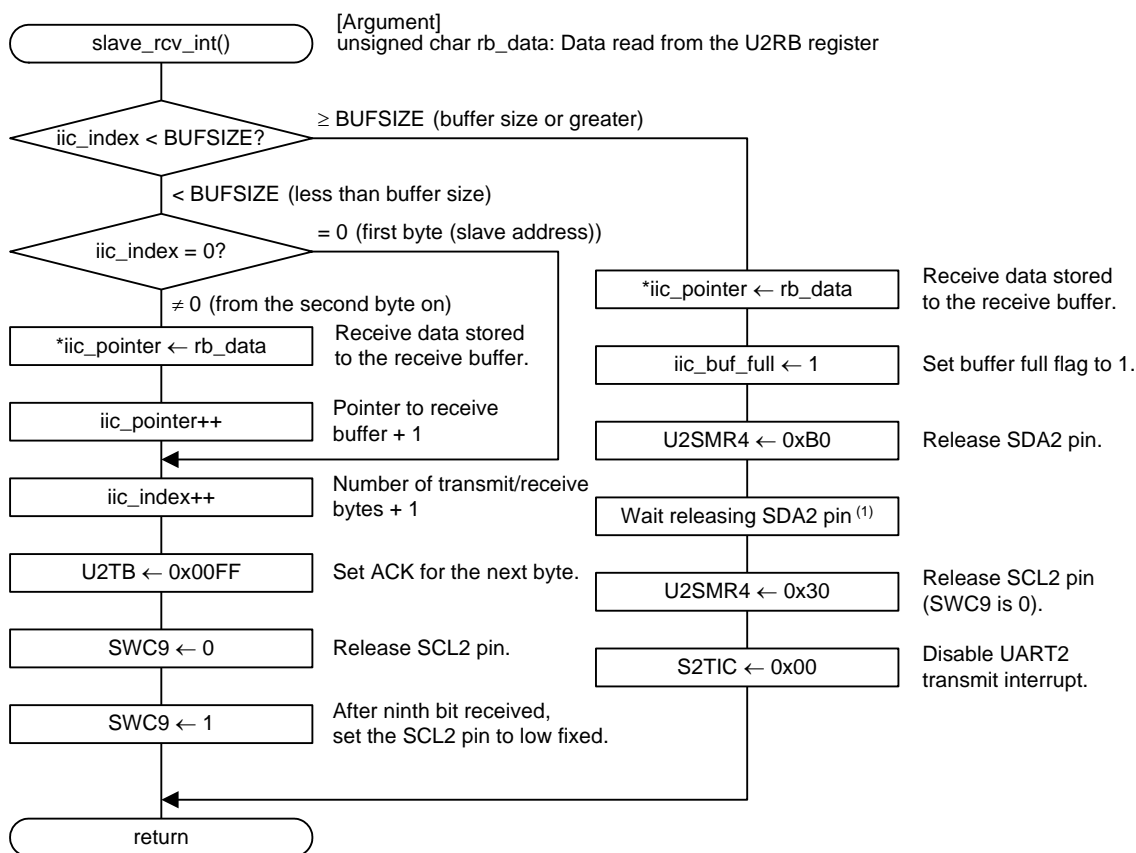 [Argument]
slave_rcv_int()
unsigned char rb_data: Data read from the U2RB register
≥ BUFSIZE (buffer size or greater)
iic_index < BUFSIZE?
< BUFSIZE (less than buffer size)
= 0 (first byte (slave address))
iic_index = 0?
≠ 0 (from the second byte on)
*iic_pointer ← rb_data
Receive data stored
to the receive buffer.
iic_pointer++
Pointer to receive
buffer + 1
iic_index++
Number of transmit/receive
bytes + 1
U2TB ← 0x00FF
Set ACK for the next byte.
SWC9 ← 0
Release SCL2 pin.
SWC9 ← 1
After ninth bit received,
set the SCL2 pin to low fixed.
*iic_pointer ← rb_data
Receive data stored
to the receive buffer.
iic_buf_full ← 1
Set buffer full flag to 1.
U2SMR4 ← 0xB0
Release SDA2 pin.
Wait releasing SDA2 pin (1)
U2SMR4 ← 0x30
Release SCL2 pin
(SWC9 is 0).
S2TIC ← 0x00
Disable UART2
transmit interrupt.
return